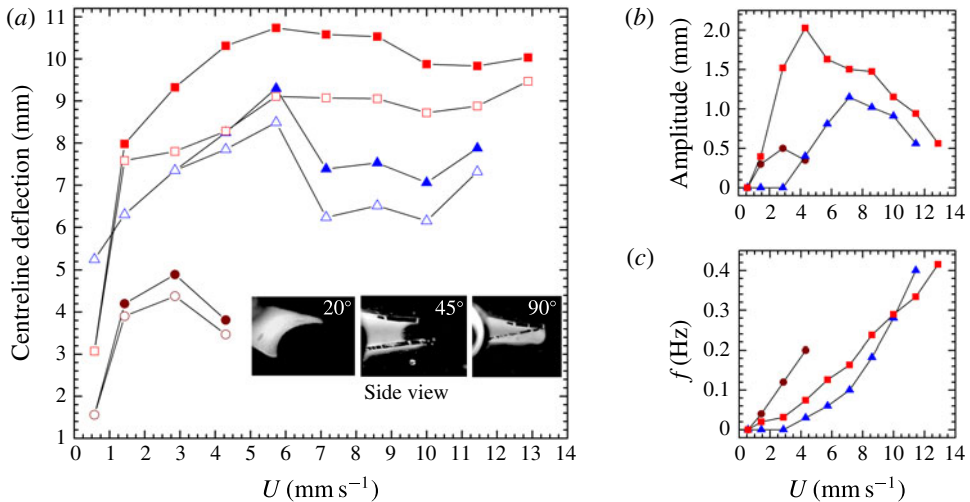 (a)
11
10
9
8
7
6
5
4
3
2
1
Centreline deflection (mm)
20° 45° 90°
Side view
0 1 2 3 4 5 6 7 8 9 10 11 12 13 14
U (mm s⁻¹)
(b)
2.0
1.5
1.0
0.5
0
Amplitude (mm)
0 2 4 6 8 10 12 14
(c)
0.4
0.3
0.2
0.1
0
f (Hz)
0 2 4 6 8 10 12 14
U (mm s⁻¹)